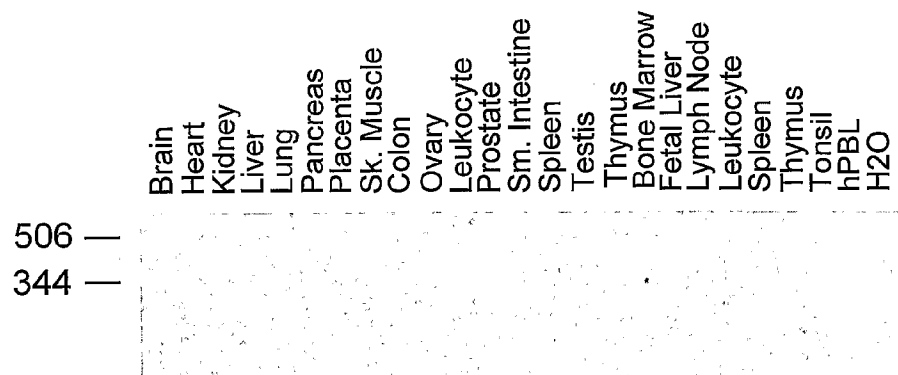 Brain
Heart
Kidney
Liver
Lung
Pancreas
Placenta
Sk. Muscle
Colon
Ovary
Leukocyte
Prostate
Sm. Intestine
Spleen
Testis
Thymus
Bone Marrow
Fetal Liver
Lymph Node
Leukocyte
Spleen
Thymus
Tonsil
hPBL
H2O
506
344